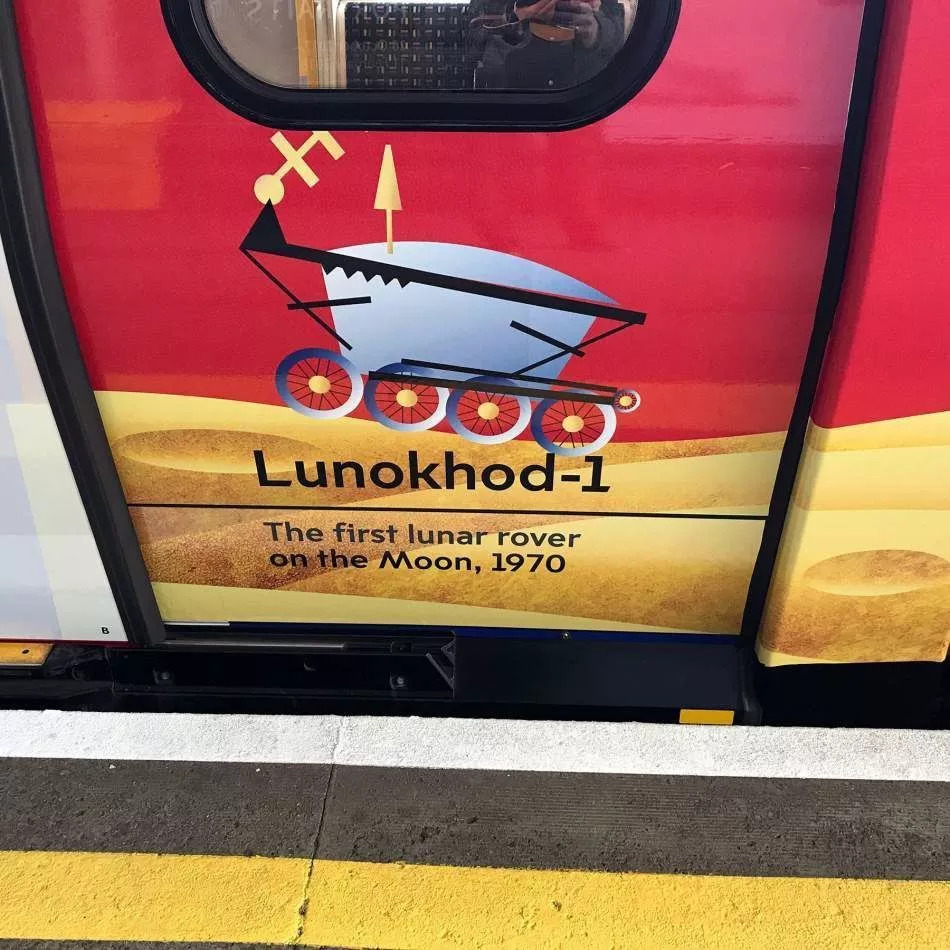 Lunokhod-1
The first lunar rover
on the Moon, 1970
B